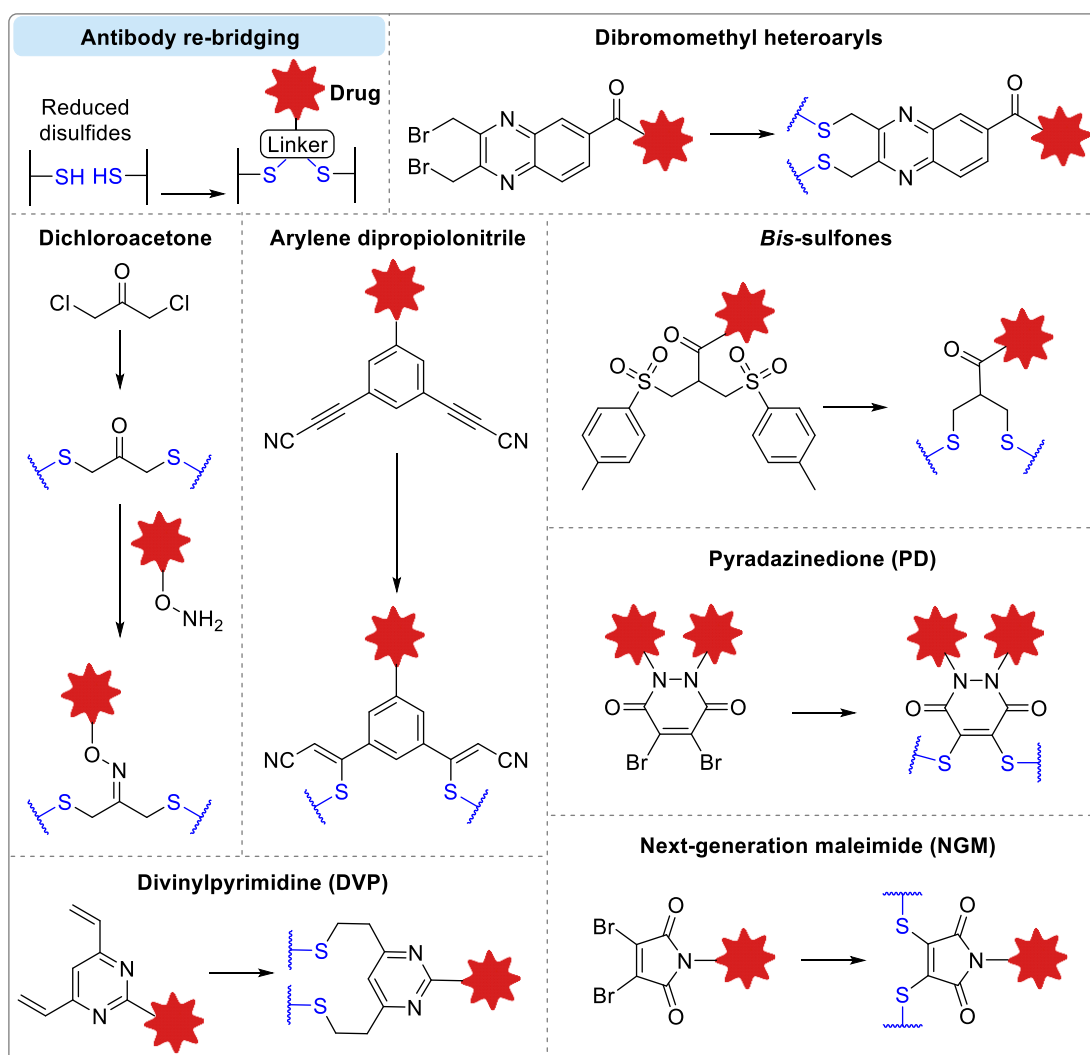 Antibody re-bridging
Reduced
disulfides
SH HS
Drug
Linker
S S
Dibromomethyl heteroaryls
Br
Br
N
N
O
S
S
N
N
O
Dichloroacetone
O
Cl Cl
O
S S
O
NH2
O
N
S S
Arylene dipropiolonitrile
NC CN
NC CN
S S
Bis-sulfones
O
O O O O
S S
O
S S
Pyradazinedione (PD)
N N
O O
Br Br
N N
O O
S S
Divinylpyrimidine (DVP)
N
N
S
S
N
N
Next-generation maleimide (NGM)
O
Br
N
Br
O
O
S
N
S
O